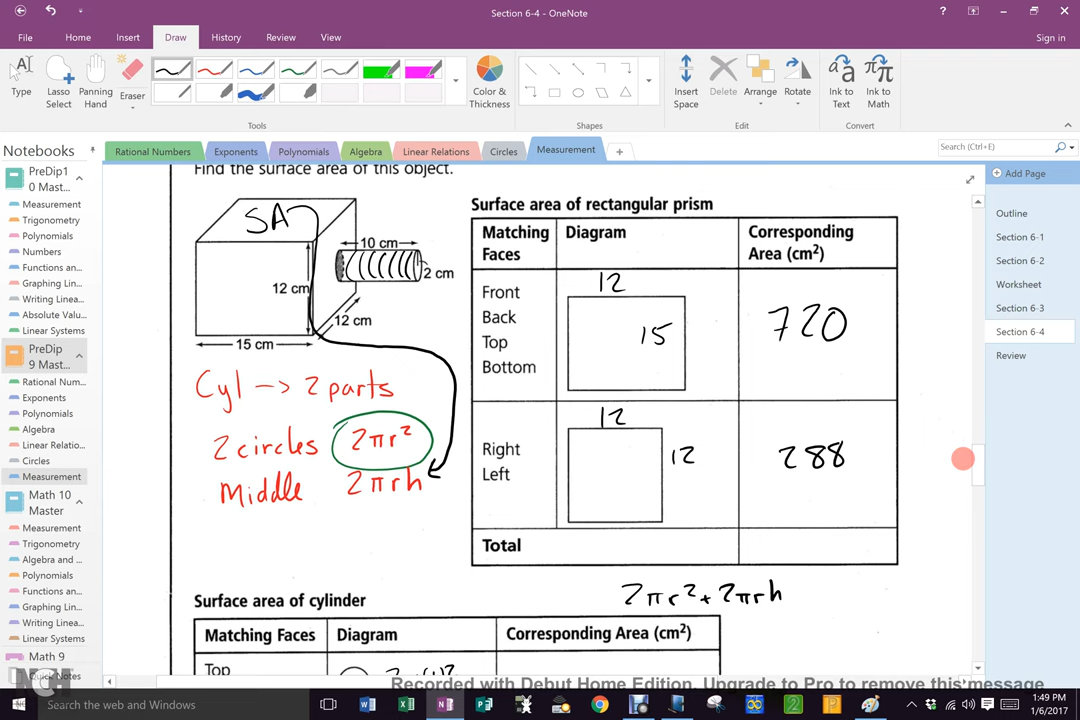 Section 6-4 - OneNote
?
File Home Insert Draw History Review View
Sign in
Type
Lasso Select
Panning Hand
Eraser
Color & Thickness
Insert Space
Delete
Arrange
Rotate
Ink to Text
Ink to Math
Tools
Shapes
Edit
Convert
Notebooks
Rational Numbers
Exponents
Polynomials
Algebra
Linear Relations
Circles
Measurement
Search (Ctrl+E)
PreDip1
0 Mast...
Measurement
Trigonometry
Polynomials
Numbers
Functions an...
Graphing Lin...
Writing Linea...
Absolute Valu...
Linear Systems
PreDip
9 Mast...
Rational Num...
Exponents
Polynomials
Algebra
Linear Relatio...
Circles
Measurement
Math 10
Master
Measurement
Trigonometry
Algebra and ...
Polynomials
Functions an...
Graphing Lin...
Writing Linea...
Linear Systems
Math 9
Quick Notes
Add Page
Outline
Section 6-1
Section 6-2
Worksheet
Section 6-3
Section 6-4
Review
Find the surface area of this object.
SA
10 cm
2 cm
12 cm
12 cm
15 cm
Cyl -> 2 parts
2 circles 2πr²
Middle 2πrh
Surface area of rectangular prism
Matching Faces
Diagram
Corresponding Area (cm²)
Front
Back
Top
Bottom
12
15
720
Right
Left
12
12
288
Total
2πr²+2πrh
Surface area of cylinder
Matching Faces
Diagram
Corresponding Area (cm²)
Top
NCH
Recorded with Debut Home Edition. Upgrade to Pro to remove this message
Search the web and Windows
1:49 PM
1/6/2017